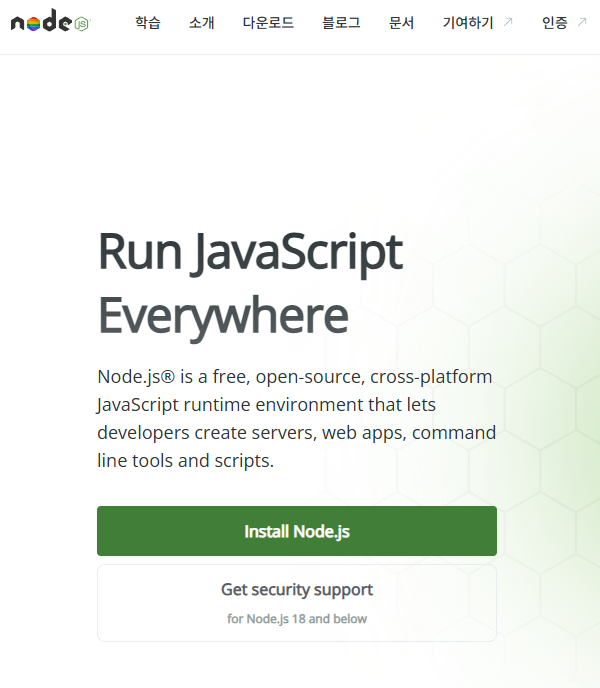 node JS
학습 소개 다운로드 블로그 문서 기여하기 인증
Run JavaScript
Everywhere
Node.js® is a free, open-source, cross-platform
JavaScript runtime environment that lets
developers create servers, web apps, command
line tools and scripts.
Install Node.js
Get security support
for Node.js 18 and below